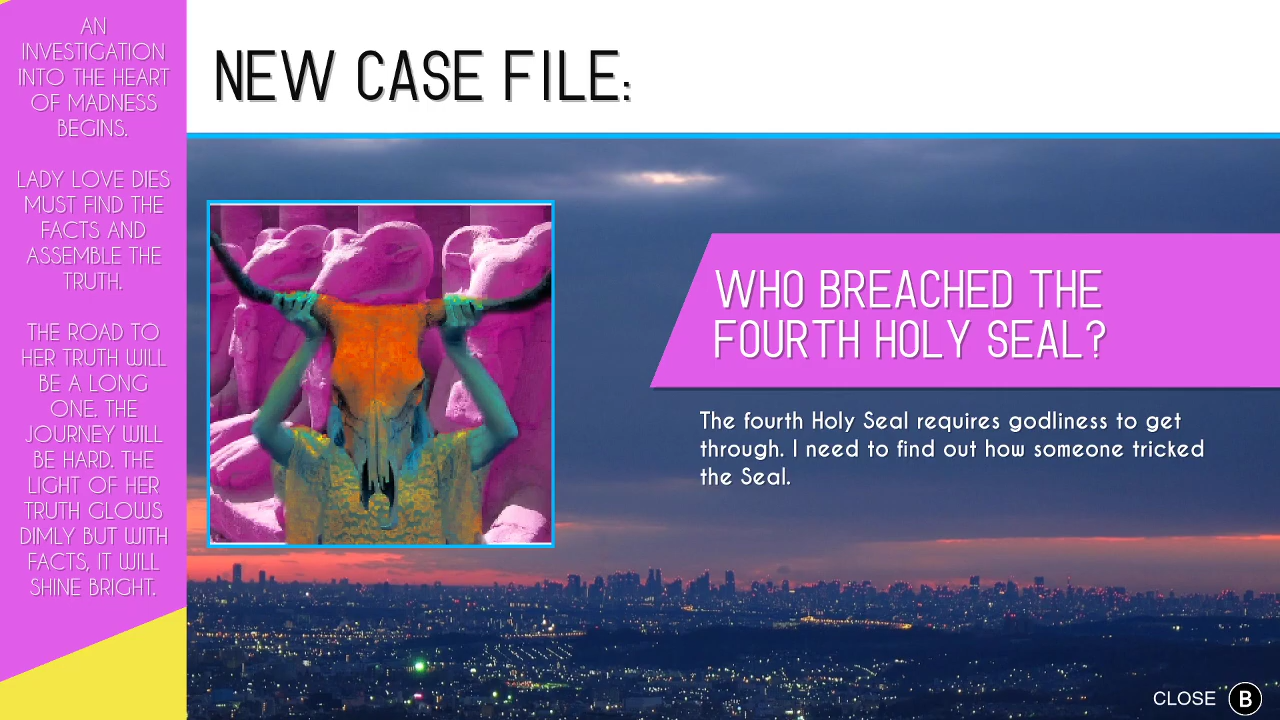 AN
INVESTIGATION
INTO THE HEART
OF MADNESS
BEGINS.
LADY LOVE DIES
MUST FIND THE
FACTS AND
ASSEMBLE THE
TRUTH.
THE ROAD TO
HER TRUTH WILL
BE A LONG
ONE. THE
JOURNEY WILL
BE HARD. THE
LIGHT OF HER
TRUTH GLOWS
DIMLY BUT WITH
FACTS, IT WILL
SHINE BRIGHT.
NEW CASE FILE:
WHO BREACHED THE
FOURTH HOLY SEAL?
The fourth Holy Seal requires godliness to get
through. I need to find out how someone tricked
the Seal.
CLOSE B